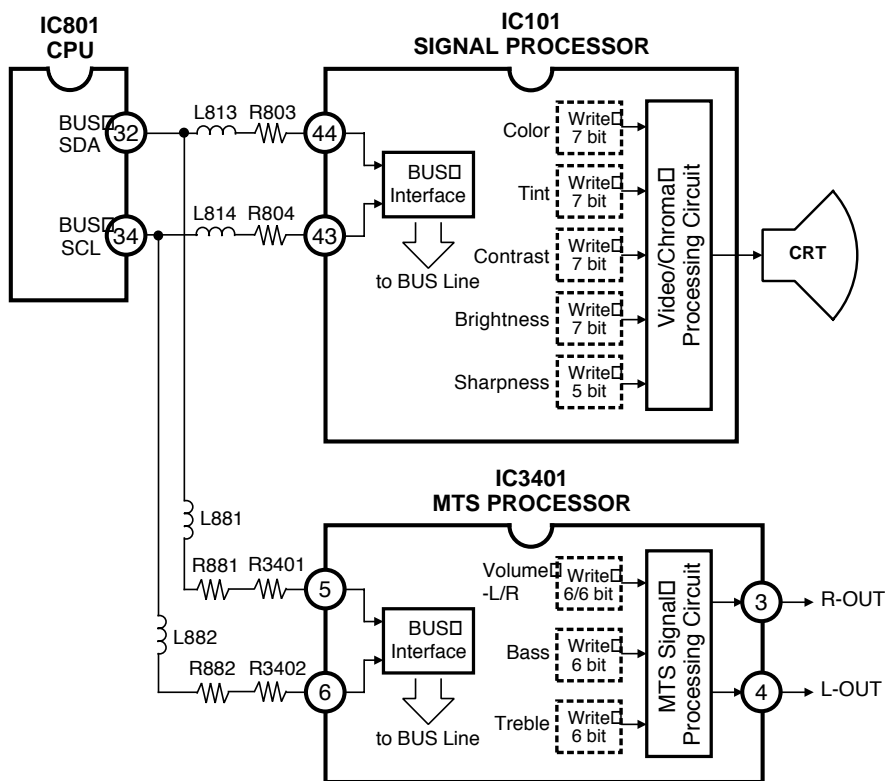 IC801
CPU
IC101
SIGNAL PROCESSOR
BUS
SDA
32
L813
R803
44
BUS
SCL
34
L814
R804
43
BUS
Interface
to BUS Line
Color
Write
7 bit
Tint
Write
7 bit
Contrast
Write
7 bit
Brightness
Write
7 bit
Sharpness
Write
5 bit
Video/Chroma
Processing Circuit
CRT
IC3401
MTS PROCESSOR
L881
R881
R3401
5
L882
R882
R3402
6
BUS
Interface
to BUS Line
Volume
-L/R
Write
6/6 bit
Bass
Write
6 bit
Treble
Write
6 bit
MTS Signal
Processing Circuit
3
R-OUT
4
L-OUT